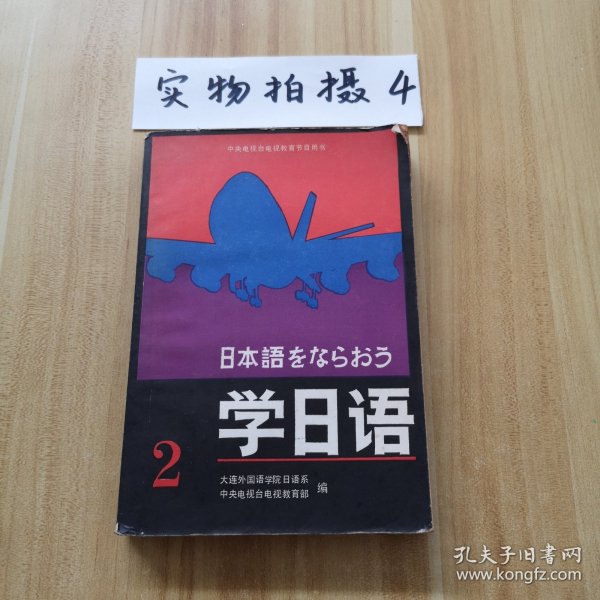 实物拍摄4
中央电视台电视教育节目用书
日本語をならおう
学日语
2
大连外国语学院日语系
中央电视台电视教育部
编
孔夫子旧书网
www.kongfz.com